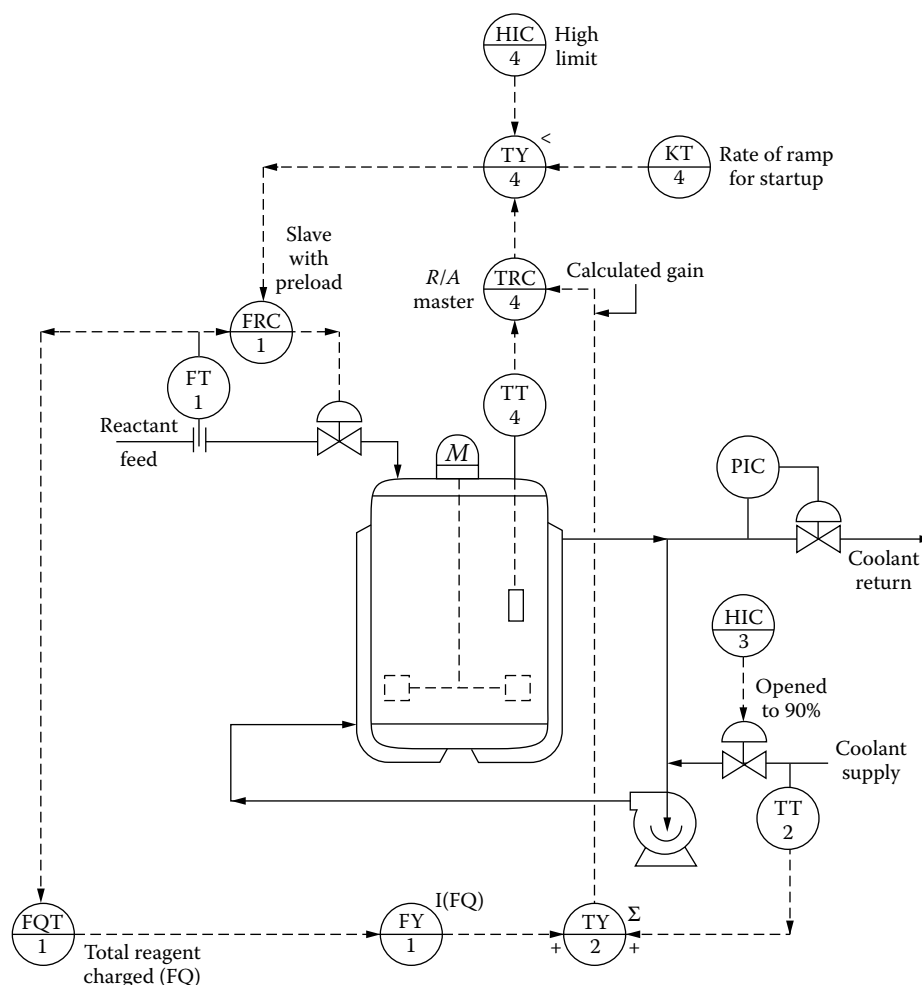 HIC
4
High
limit
<
TY
4
KT
4
Rate of ramp
for startup
Slave
with
preload
R/A
master
TRC
4
Calculated gain
FRC
1
FT
1
TT
4
Reactant
feed
M
PIC
Coolant
return
HIC
3
Opened
to 90%
Coolant
supply
TT
2
FQT
1
Total reagent
charged (FQ)
FY
1
I(FQ)
+
TY
2
Σ
+